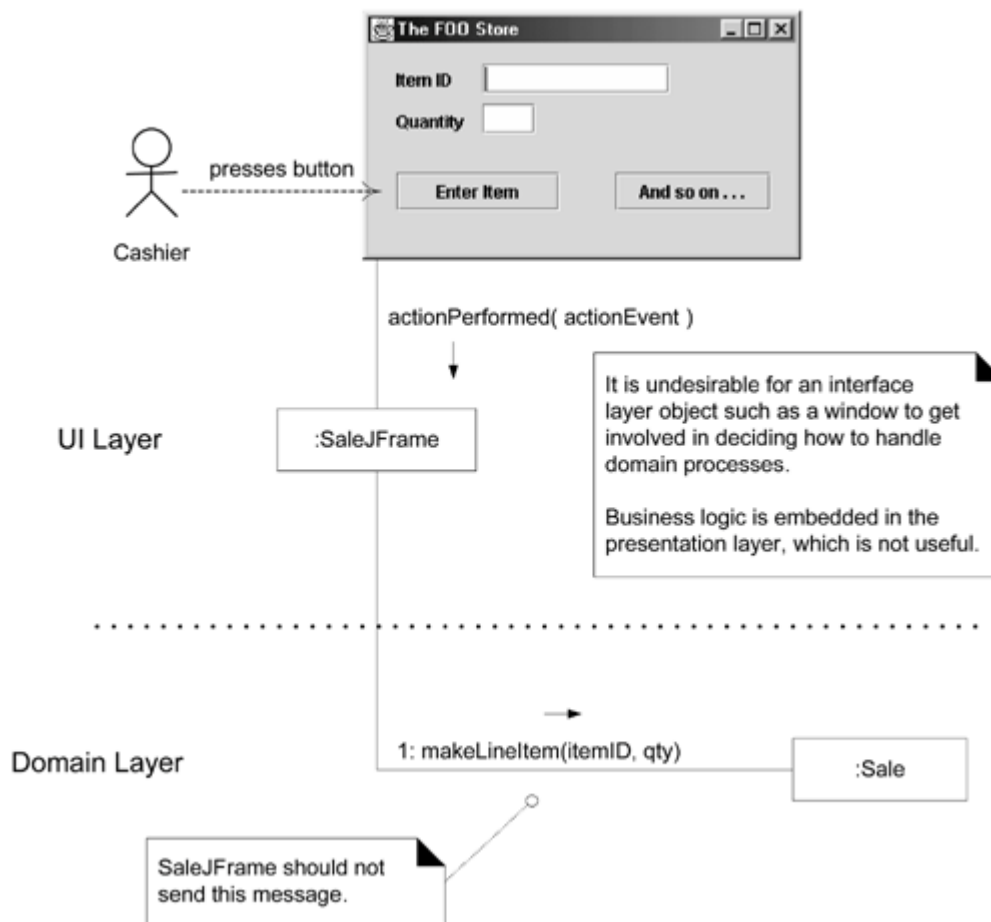 The FOO Store
Item ID
Quantity
presses button
Enter Item
And so on . . .
Cashier
actionPerformed( actionEvent )
It is undesirable for an interface
layer object such as a window to get
involved in deciding how to handle
domain processes.
Business logic is embedded in the
presentation layer, which is not useful.
UI Layer
:SaleJFrame
1: makeLineItem(itemID, qty)
Domain Layer
:Sale
SaleJFrame should not
send this message.